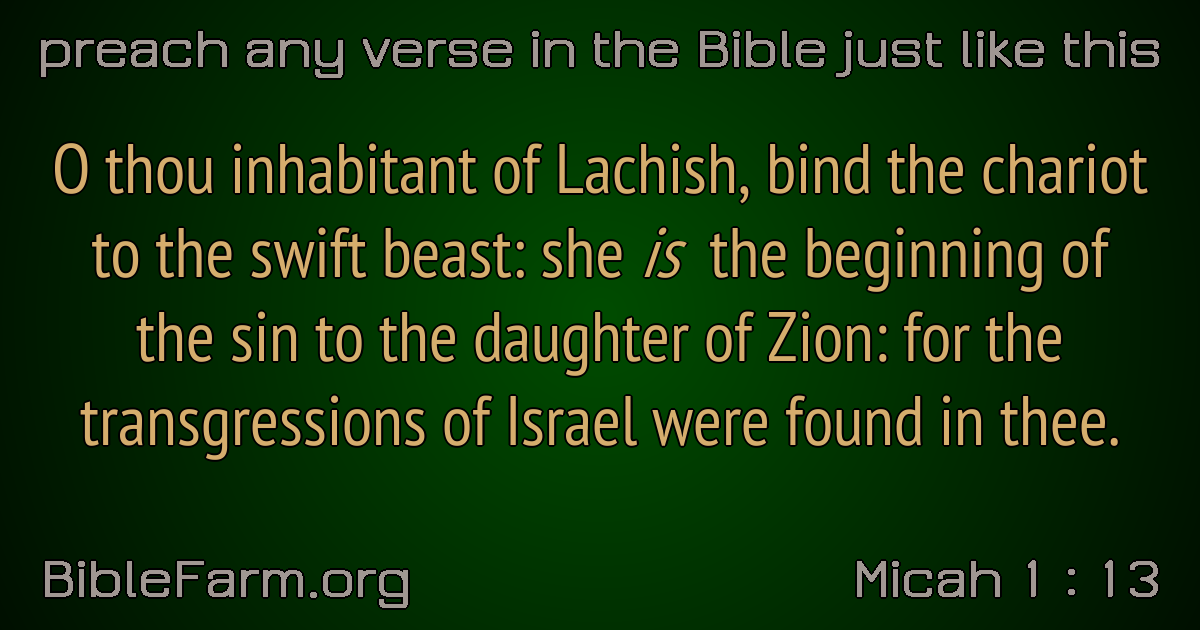 preach any verse in the Bible just like this
O thou inhabitant of Lachish, bind the chariot
to the swift beast: she is the beginning of
the sin to the daughter of Zion: for the
transgressions of Israel were found in thee.
BibleFarm.org
Micah 1 : 13